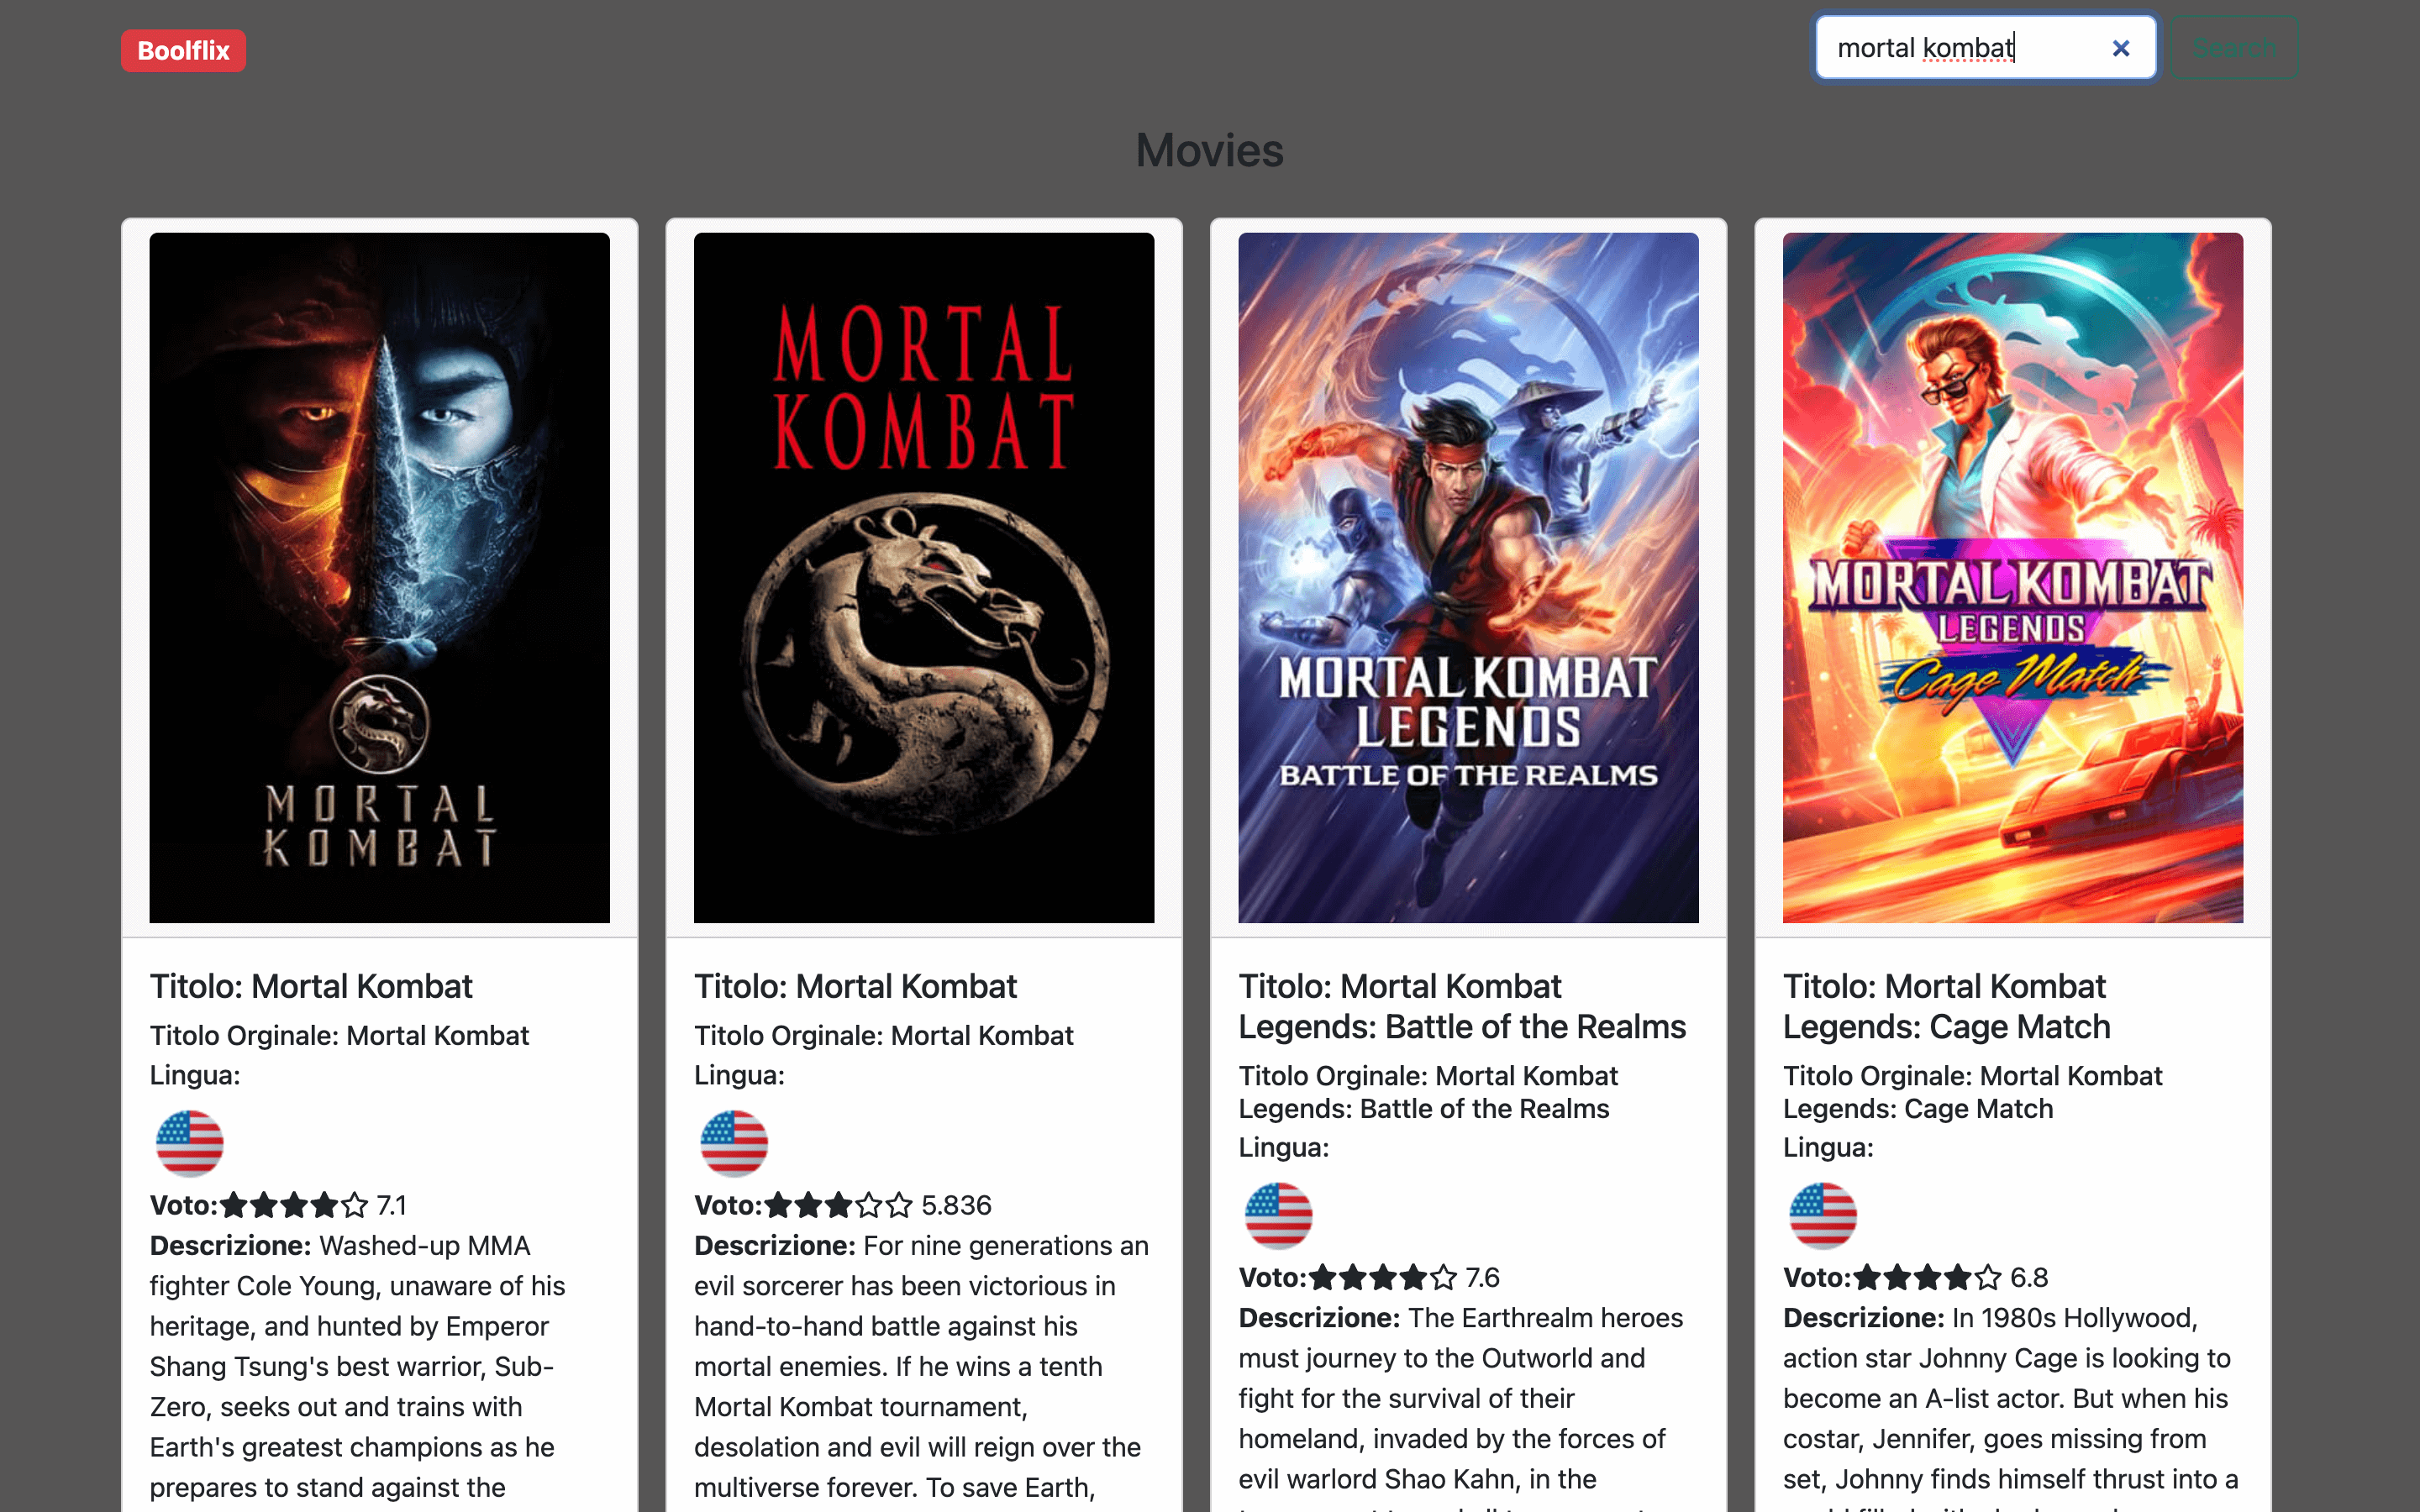 Boolflix
mortal kombat
Search
Movies
MORTAL
KOMBAT
Titolo: Mortal Kombat
Titolo Orginale: Mortal Kombat
Lingua:
Voto: 7.1
Descrizione: Washed-up MMA
fighter Cole Young, unaware of his
heritage, and hunted by Emperor
Shang Tsung's best warrior, Sub-
Zero, seeks out and trains with
Earth's greatest champions as he
prepares to stand against the
MORTAL
KOMBAT
Titolo: Mortal Kombat
Titolo Orginale: Mortal Kombat
Lingua:
Voto: 5.836
Descrizione: For nine generations an
evil sorcerer has been victorious in
hand-to-hand battle against his
mortal enemies. If he wins a tenth
Mortal Kombat tournament,
desolation and evil will reign over the
multiverse forever. To save Earth,
MORTAL KOMBAT
LEGENDS
BATTLE OF THE REALMS
Titolo: Mortal Kombat
Legends: Battle of the Realms
Titolo Orginale: Mortal Kombat
Legends: Battle of the Realms
Lingua:
Voto: 7.6
Descrizione: The Earthrealm heroes
must journey to the Outworld and
fight for the survival of their
homeland, invaded by the forces of
evil warlord Shao Kahn, in the
MORTAL KOMBAT
LEGENDS
Cage Match
Titolo: Mortal Kombat
Legends: Cage Match
Titolo Orginale: Mortal Kombat
Legends: Cage Match
Lingua:
Voto: 6.8
Descrizione: In 1980s Hollywood,
action star Johnny Cage is looking to
become an A-list actor. But when his
costar, Jennifer, goes missing from
set, Johnny finds himself thrust into a